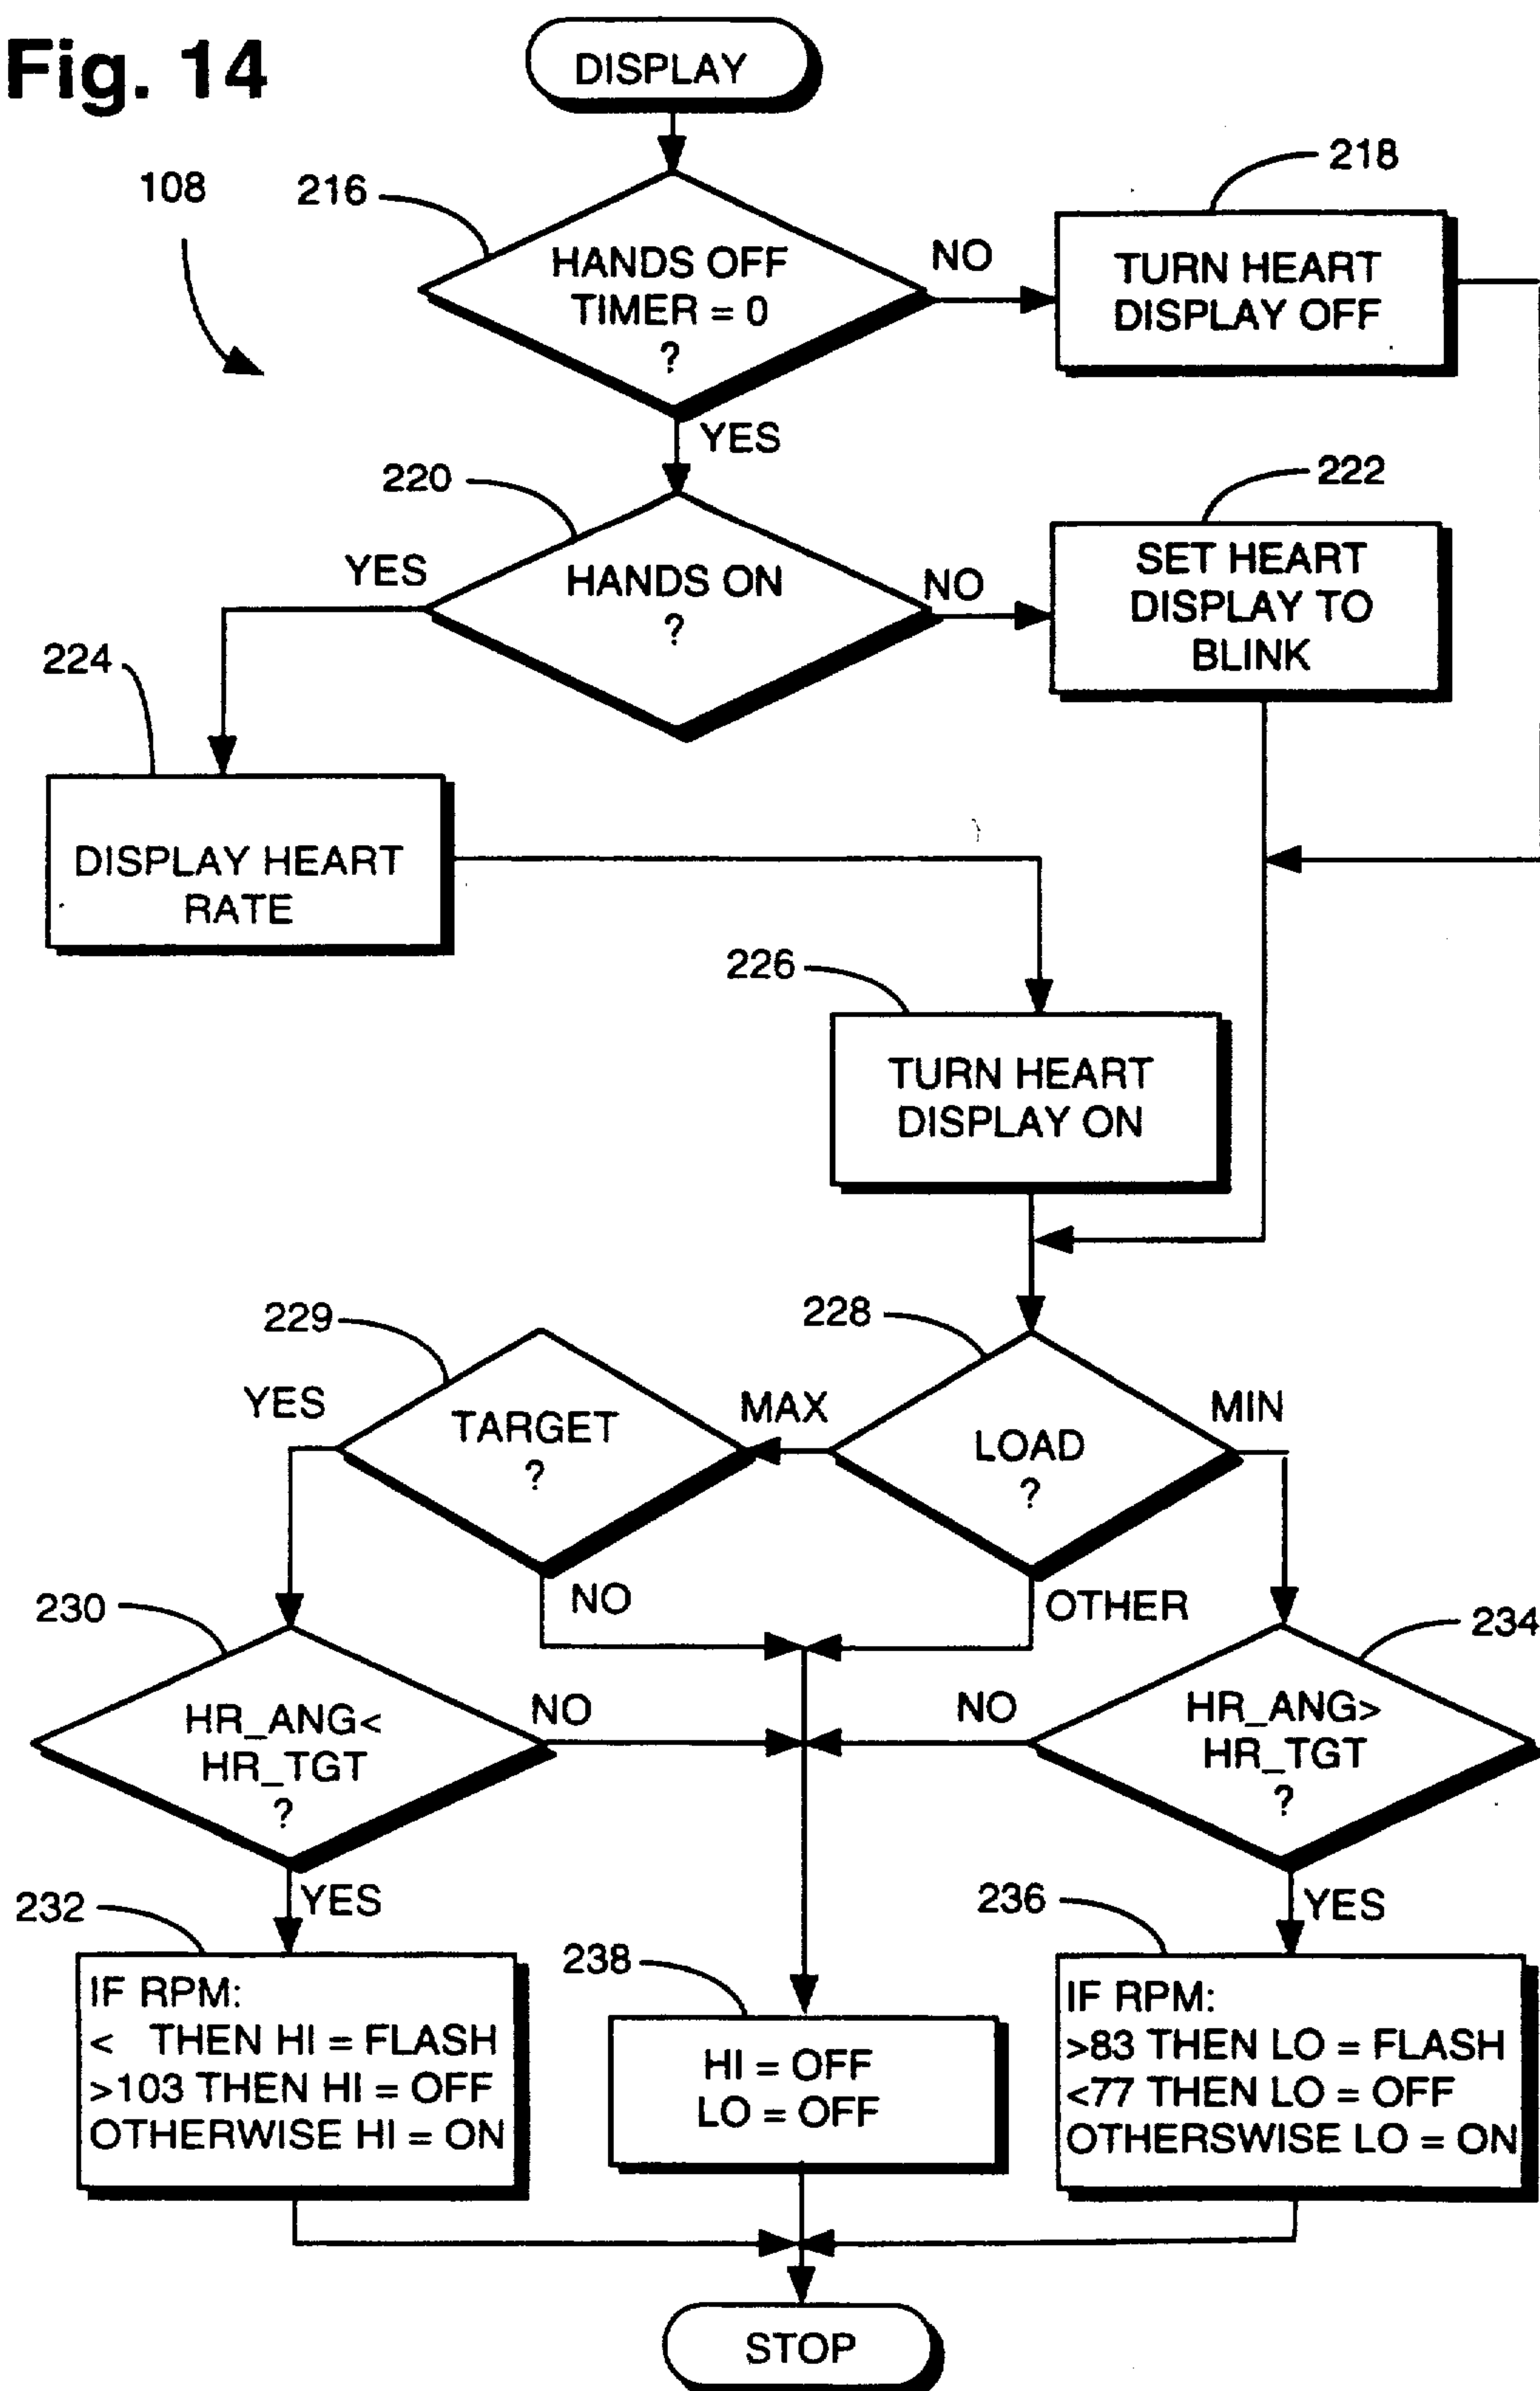 Fig. 14
DISPLAY
108
216
218
HANDS OFF
TIMER = 0
?
NO
TURN HEART
DISPLAY OFF
YES
220
222
YES
HANDS ON
?
NO
SET HEART
DISPLAY TO
BLINK
224
DISPLAY HEART
RATE
226
TURN HEART
DISPLAY ON
229
228
YES
TARGET
?
MAX
LOAD
?
MIN
NO
OTHER
230
234
HR_ANG<
HR_TGT
?
NO
NO
HR_ANG>
HR_TGT
?
232
YES
238
236
YES
IF RPM:
< THEN HI = FLASH
>103 THEN HI = OFF
OTHERWISE HI = ON
HI = OFF
LO = OFF
IF RPM:
>83 THEN LO = FLASH
<77 THEN LO = OFF
OTHERSWISE LO = ON
STOP